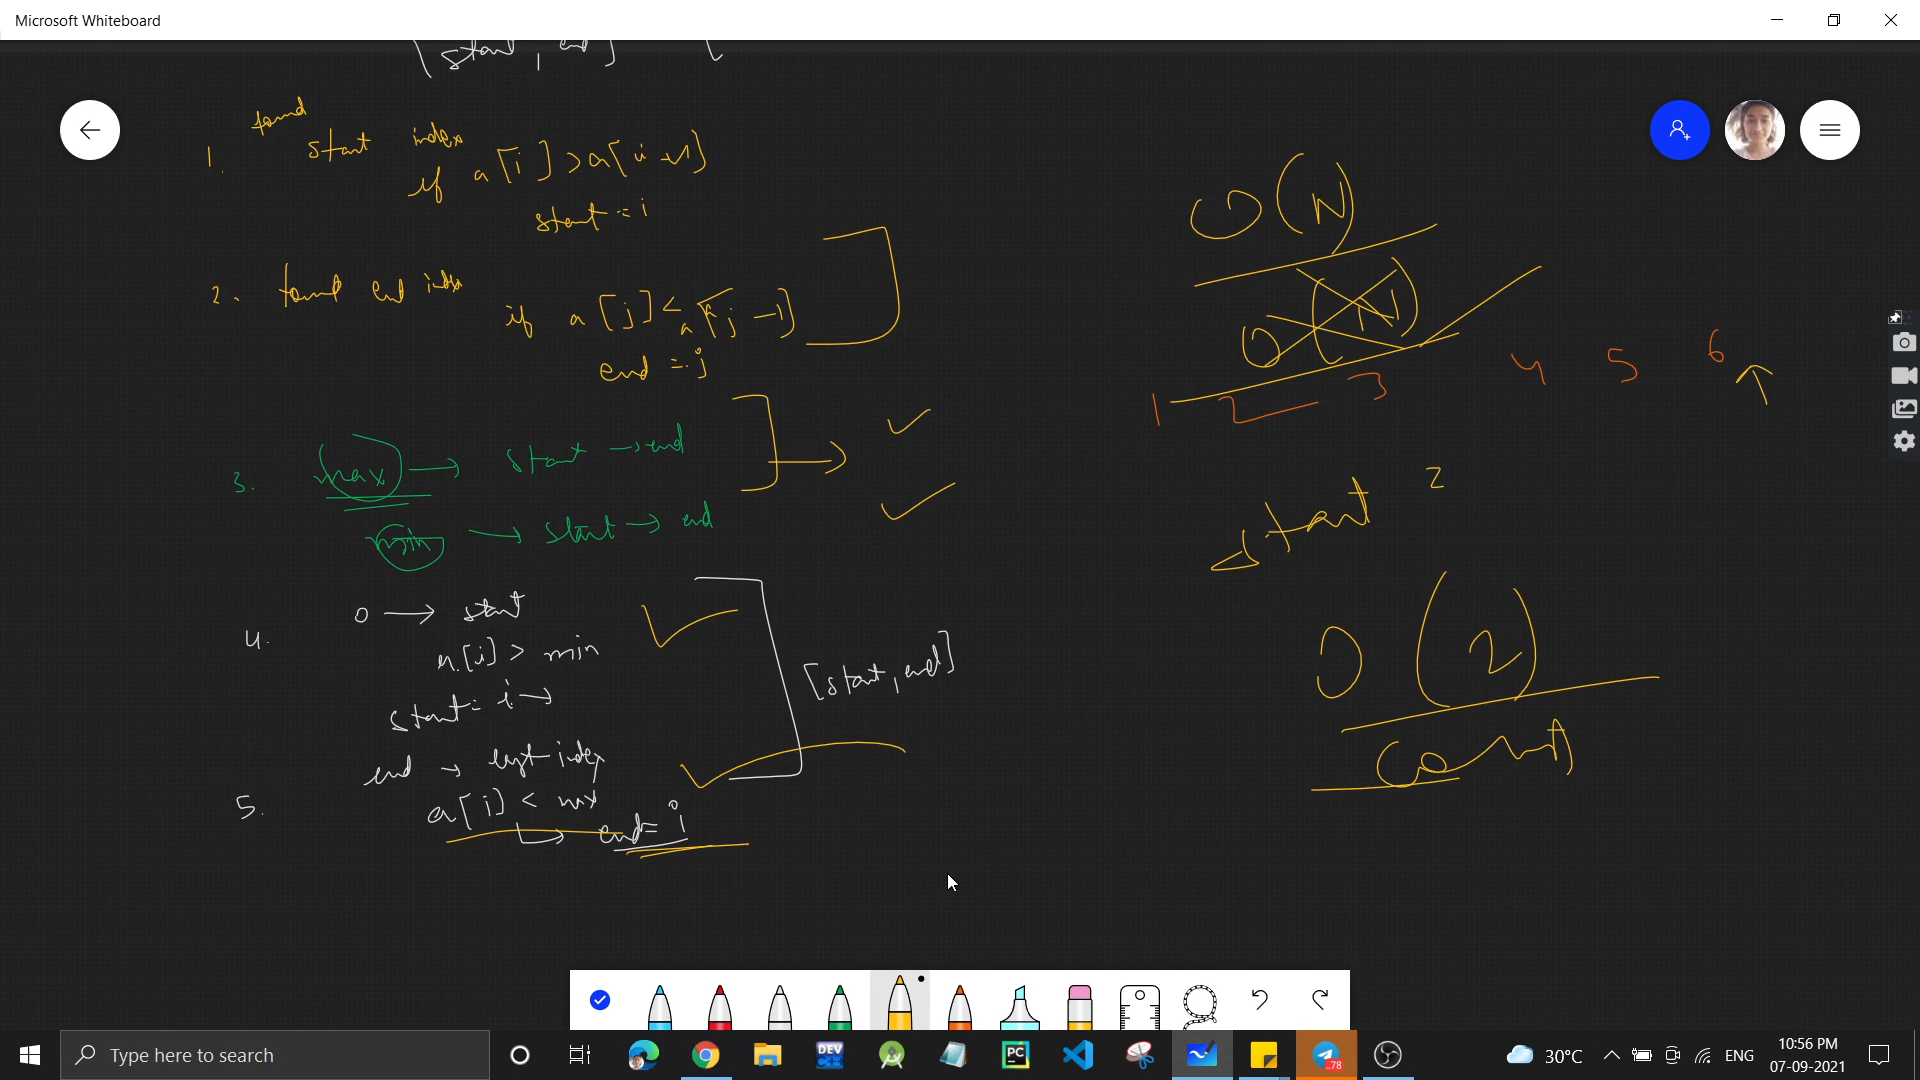 Microsoft Whiteboard
[start, end]
1. found
start index
if a[i] > a[i+1]
start = i
2. found end index
if a[j] < a[j-1]
end = j
3. max → start → end
min → start → end
4. 0 → start
a[i] > min
start = i →
end → last index
5. a[i] < max
↳ end = i
[start, end]
O(N)
O(N)
1 2 3 4 5 6 ↑
start 2
O(2)
const
DEV
PC
..78
Type here to search
30°C
ENG
10:56 PM
07-09-2021